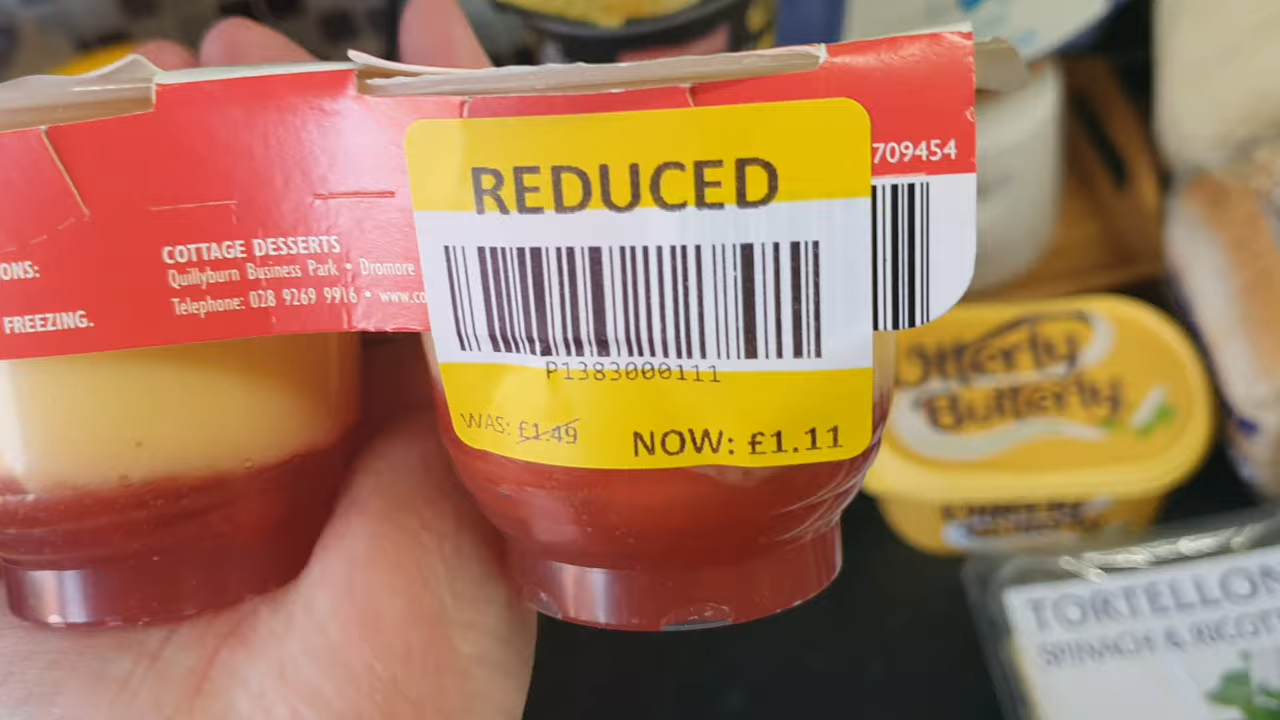 709454
REDUCED
COTTAGE DESSERTS
Quillyburn Business Park • Dromore
Telephone: 028 9269 9916 • www.co
ONS:
FREEZING.
P1383000111
WAS: £1.49
NOW: £1.11
Utterly
Butterly
TORTELLON
SPINACH & RICOT